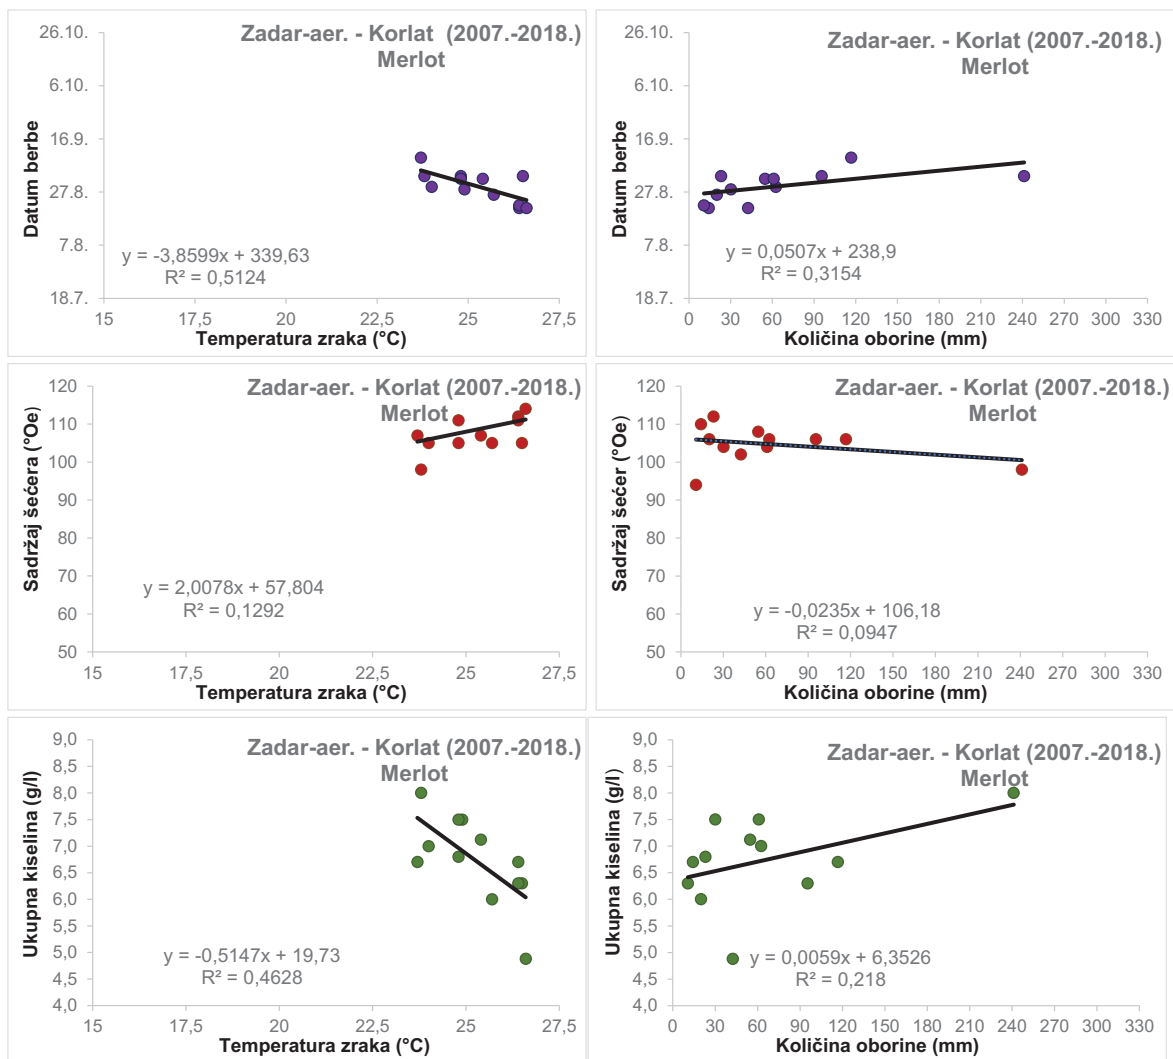 Zadar-aer. - Korlat (2007.-2018.)
Merlot
Datum berbe
26.10.
6.10.
16.9.
27.8.
7.8.
18.7.
y = -3,8599x + 339,63
R² = 0,5124
15
17,5
20
22,5
25
27,5
Temperatura zraka (°C)
Zadar-aer. - Korlat (2007.-2018.)
Merlot
Datum berbe
26.10.
6.10.
16.9.
27.8.
7.8.
18.7.
y = 0,0507x + 238,9
R² = 0,3154
0
30
60
90
120
150
180
210
240
270
300
330
Količina oborine (mm)
Zadar-aer. - Korlat (2007.-2018.)
Merlot
Sadržaj šećera (°Oe)
120
110
100
90
80
70
60
50
y = 2,0078x + 57,804
R² = 0,1292
15
17,5
20
22,5
25
27,5
Temperatura zraka (°C)
Zadar-aer. - Korlat (2007.-2018.)
Merlot
Sadržaj šećer (°Oe)
120
110
100
90
80
70
60
50
y = -0,0235x + 106,18
R² = 0,0947
0
30
60
90
120
150
180
210
240
270
300
330
Količina oborine (mm)
Zadar-aer. - Korlat (2007.-2018.)
Merlot
Ukupna kiselina (g/l)
9,0
8,5
8,0
7,5
7,0
6,5
6,0
5,5
5,0
4,5
4,0
y = -0,5147x + 19,73
R² = 0,4628
15
17,5
20
22,5
25
27,5
Temperatura zraka (°C)
Zadar-aer. - Korlat (2007.-2018.)
Merlot
Ukupna kiselina (g/l)
9,0
8,5
8,0
7,5
7,0
6,5
6,0
5,5
5,0
4,5
4,0
y = 0,0059x + 6,3526
R² = 0,218
0
30
60
90
120
150
180
210
240
270
300
330
Količina oborine (mm)